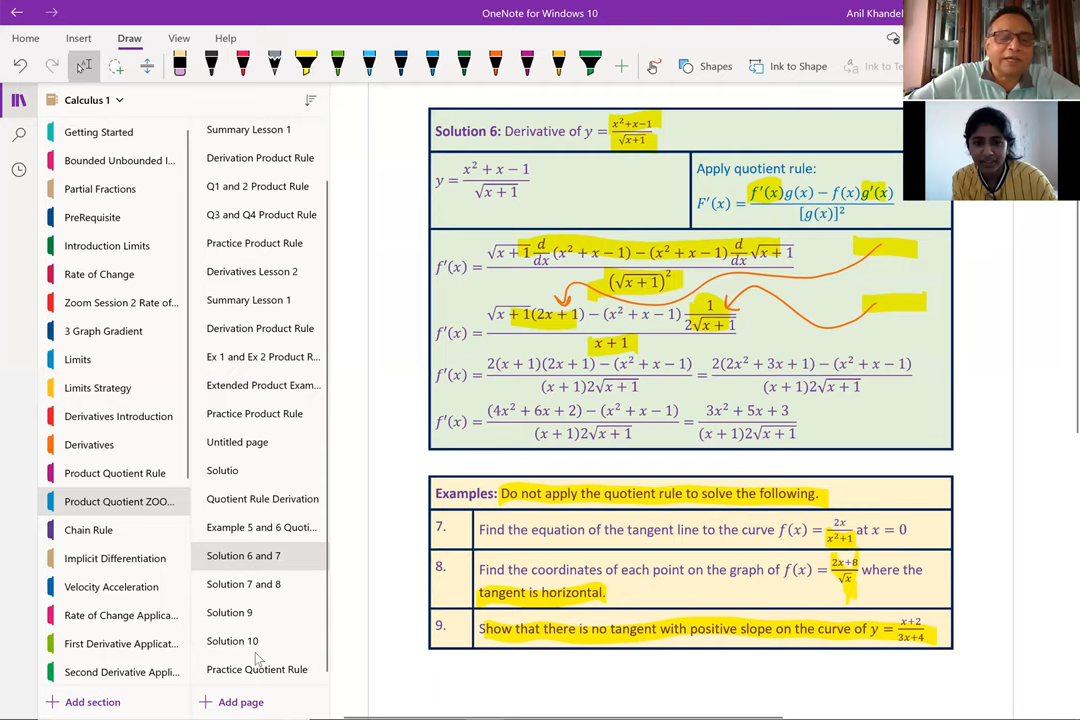 OneNote for Windows 10
Anil Khandel
Home Insert Draw View Help
Shapes Ink to Shape Ink to Te
Calculus 1
Getting Started
Bounded Unbounded I...
Partial Fractions
PreRequisite
Introduction Limits
Rate of Change
Zoom Session 2 Rate of...
3 Graph Gradient
Limits
Limits Strategy
Derivatives Introduction
Derivatives
Product Quotient Rule
Product Quotient ZOO...
Chain Rule
Implicit Differentiation
Velocity Acceleration
Rate of Change Applica...
First Derivative Applicat...
Second Derivative Appli...
Add section
Summary Lesson 1
Derivation Product Rule
Q1 and 2 Product Rule
Q3 and Q4 Product Rule
Practice Product Rule
Derivatives Lesson 2
Summary Lesson 1
Derivation Product Rule
Ex 1 and Ex 2 Product R...
Extended Product Exam...
Practice Product Rule
Untitled page
Solutio
Quotient Rule Derivation
Example 5 and 6 Quoti...
Solution 6 and 7
Solution 7 and 8
Solution 9
Solution 10
Practice Quotient Rule
Add page
Solution 6: Derivative of y = (x²+x−1)/√(x+1)
y = (x² + x − 1)/√(x + 1)
Apply quotient rule:
F′(x) = (f′(x)g(x) − f(x)g′(x))/[g(x)]²
f′(x) = (√(x + 1) d/dx (x² + x − 1) − (x² + x − 1) d/dx √(x + 1))/(√(x + 1))²
f′(x) = (√(x + 1)(2x + 1) − (x² + x − 1) 1/(2√(x + 1)))/(x + 1)
f′(x) = (2(x + 1)(2x + 1) − (x² + x − 1))/((x + 1)2√(x + 1)) = (2(2x² + 3x + 1) − (x² + x − 1))/((x + 1)2√(x + 1))
f′(x) = ((4x² + 6x + 2) − (x² + x − 1))/((x + 1)2√(x + 1)) = (3x² + 5x + 3)/((x + 1)2√(x + 1))
Examples: Do not apply the quotient rule to solve the following.
7. Find the equation of the tangent line to the curve f(x) = 2x/(x²+1) at x = 0
8. Find the coordinates of each point on the graph of f(x) = (2x+8)/√x where the
tangent is horizontal.
9. Show that there is no tangent with positive slope on the curve of y = (x+2)/(3x+4)